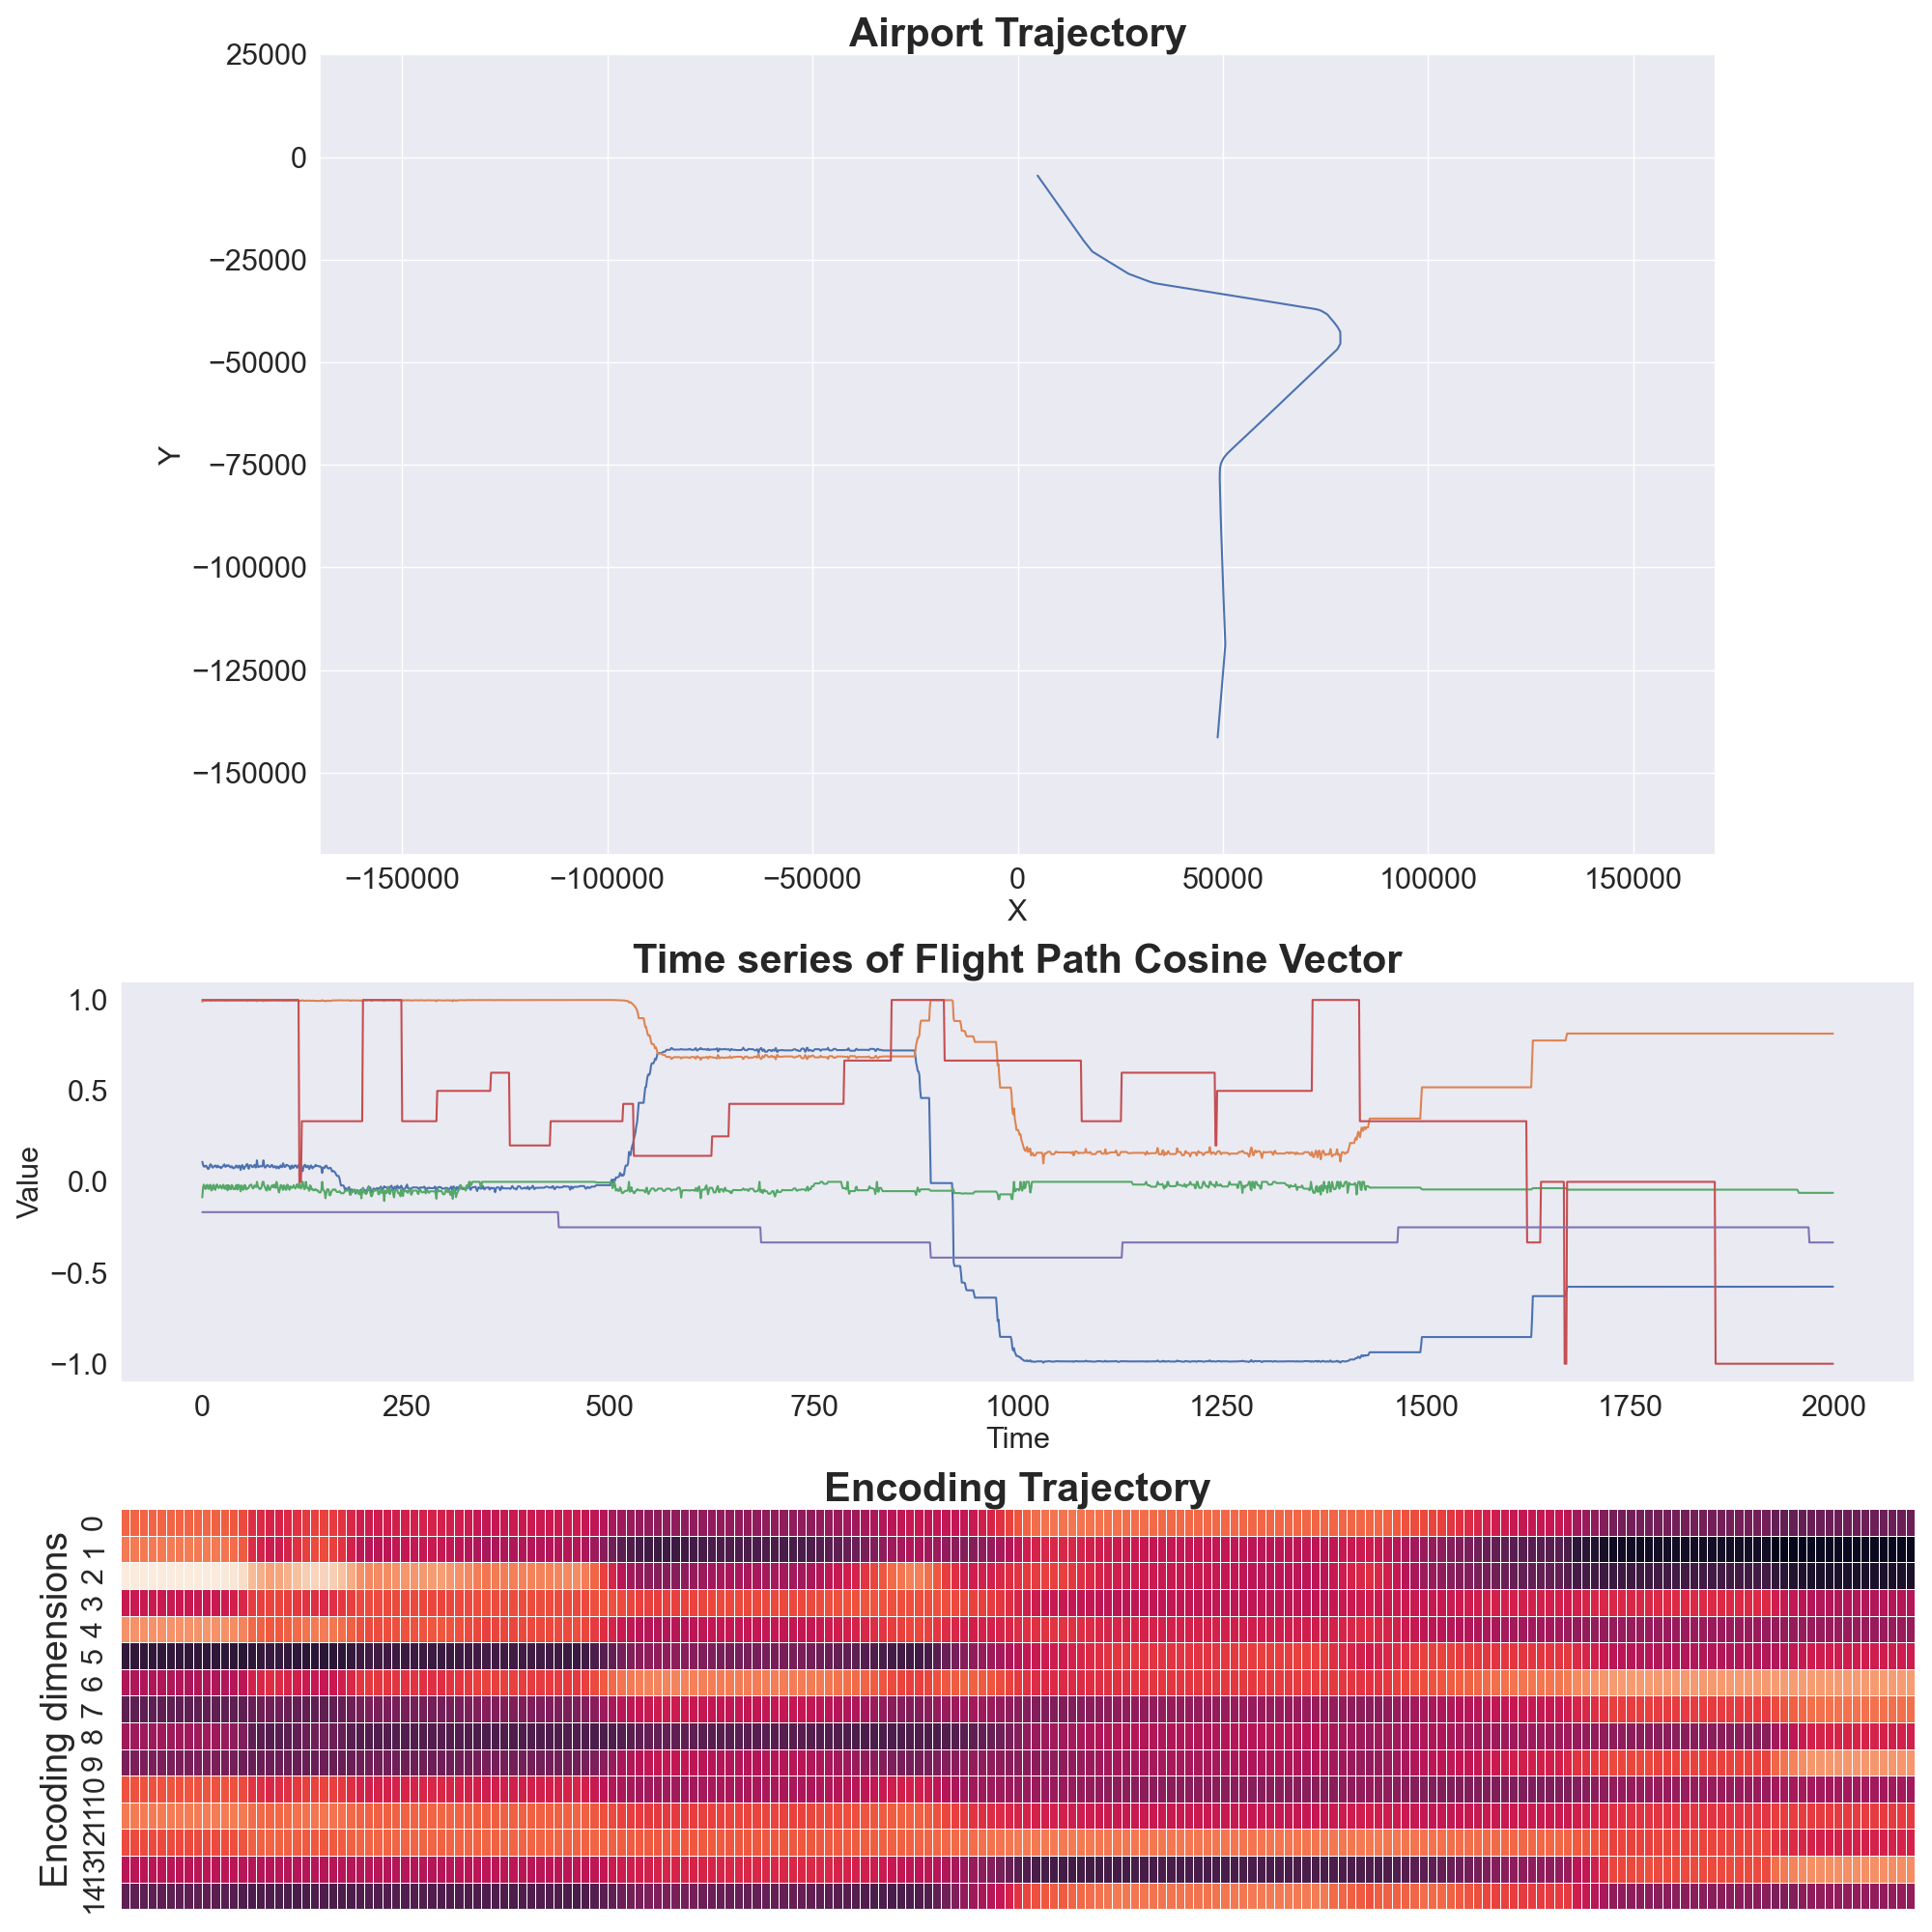 Airport Trajectory
25000
0
−25000
−50000
−75000
−100000
−125000
−150000
Y
−150000 −100000 −50000 0 50000 100000 150000
X
Time series of Flight Path Cosine Vector
1.0
0.5
0.0
−0.5
−1.0
Value
0 250 500 750 1000 1250 1500 1750 2000
Time
Encoding Trajectory
Encoding dimensions
0
1
2
3
4
5
6
7
8
9
10
11
12
13
14